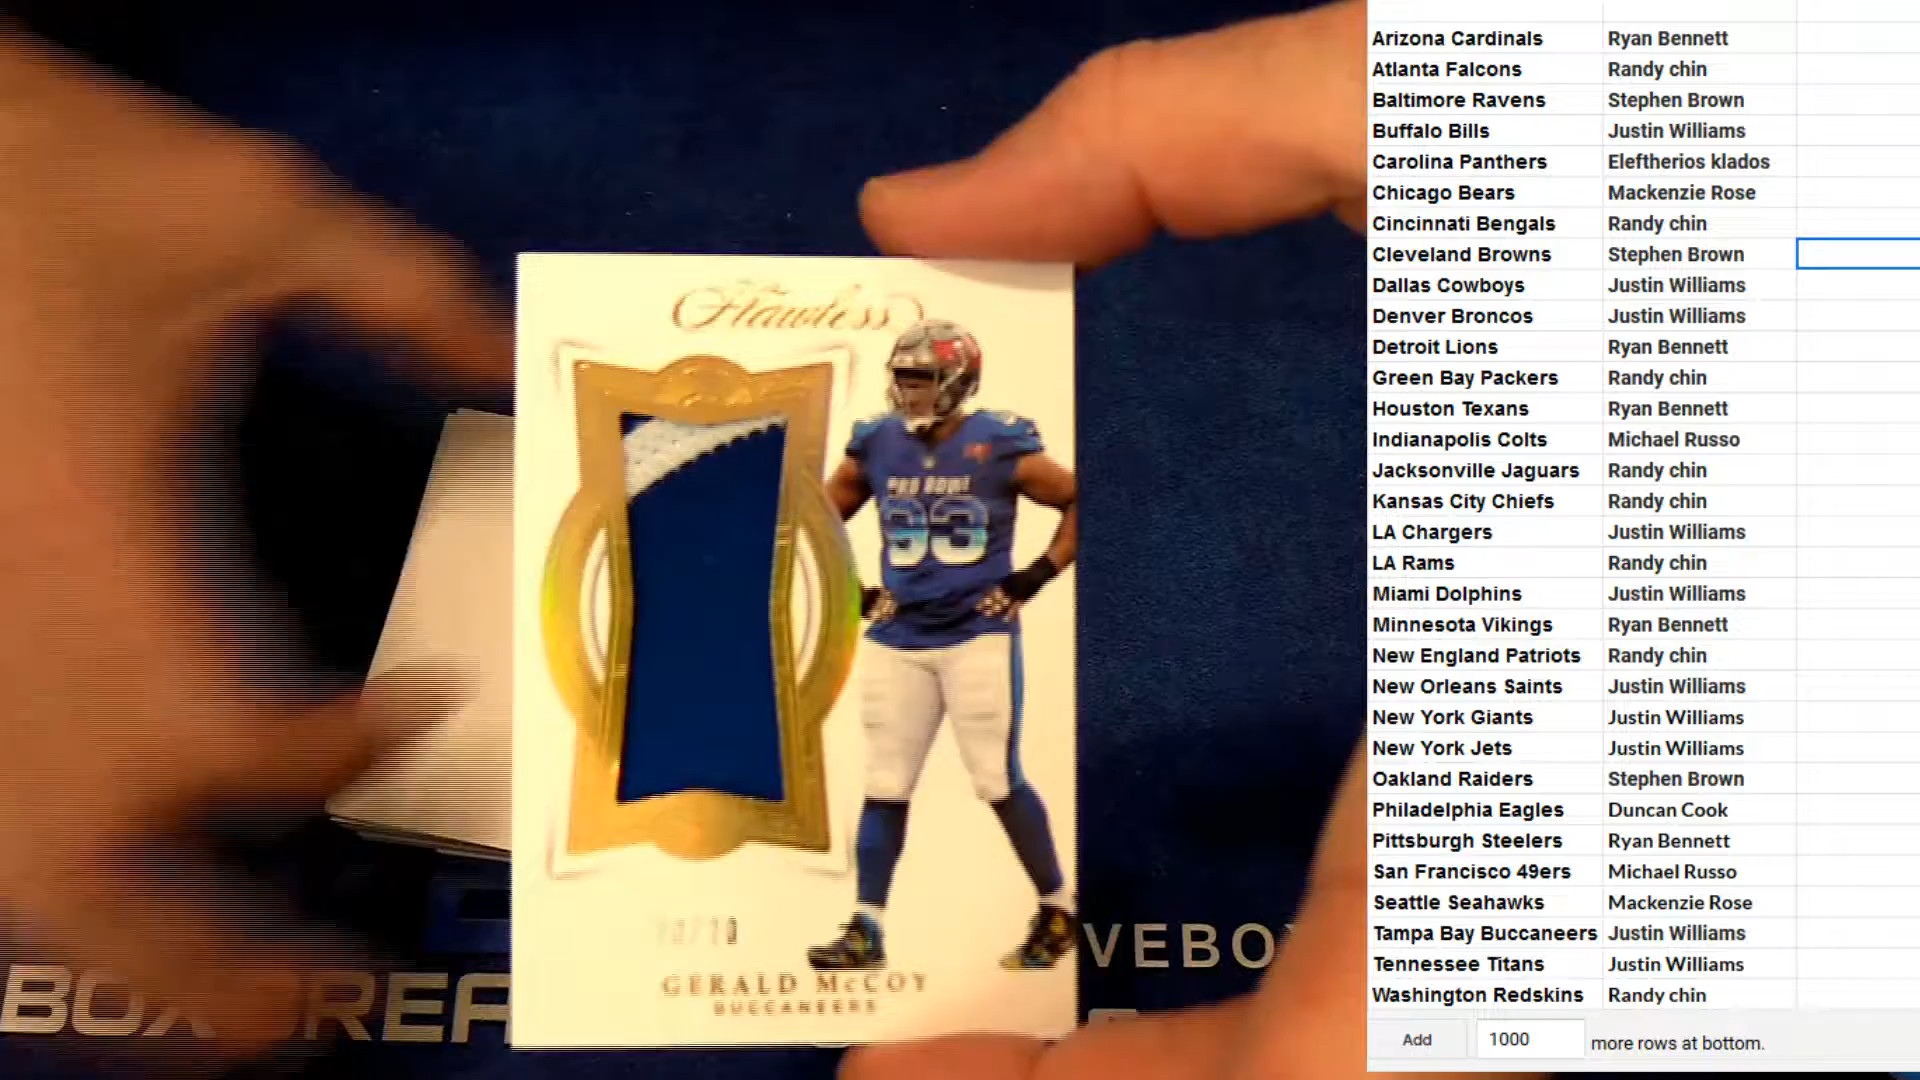 Flawless
PRO BOWL
93
GERALD McCOY
BUCCANEERS
VEBO
Arizona Cardinals Ryan Bennett
Atlanta Falcons Randy chin
Baltimore Ravens Stephen Brown
Buffalo Bills Justin Williams
Carolina Panthers Eleftherios klados
Chicago Bears Mackenzie Rose
Cincinnati Bengals Randy chin
Cleveland Browns Stephen Brown
Dallas Cowboys Justin Williams
Denver Broncos Justin Williams
Detroit Lions Ryan Bennett
Green Bay Packers Randy chin
Houston Texans Ryan Bennett
Indianapolis Colts Michael Russo
Jacksonville Jaguars Randy chin
Kansas City Chiefs Randy chin
LA Chargers Justin Williams
LA Rams Randy chin
Miami Dolphins Justin Williams
Minnesota Vikings Ryan Bennett
New England Patriots Randy chin
New Orleans Saints Justin Williams
New York Giants Justin Williams
New York Jets Justin Williams
Oakland Raiders Stephen Brown
Philadelphia Eagles Duncan Cook
Pittsburgh Steelers Ryan Bennett
San Francisco 49ers Michael Russo
Seattle Seahawks Mackenzie Rose
Tampa Bay Buccaneers Justin Williams
Tennessee Titans Justin Williams
Washington Redskins Randy chin
Add 1000 more rows at bottom.